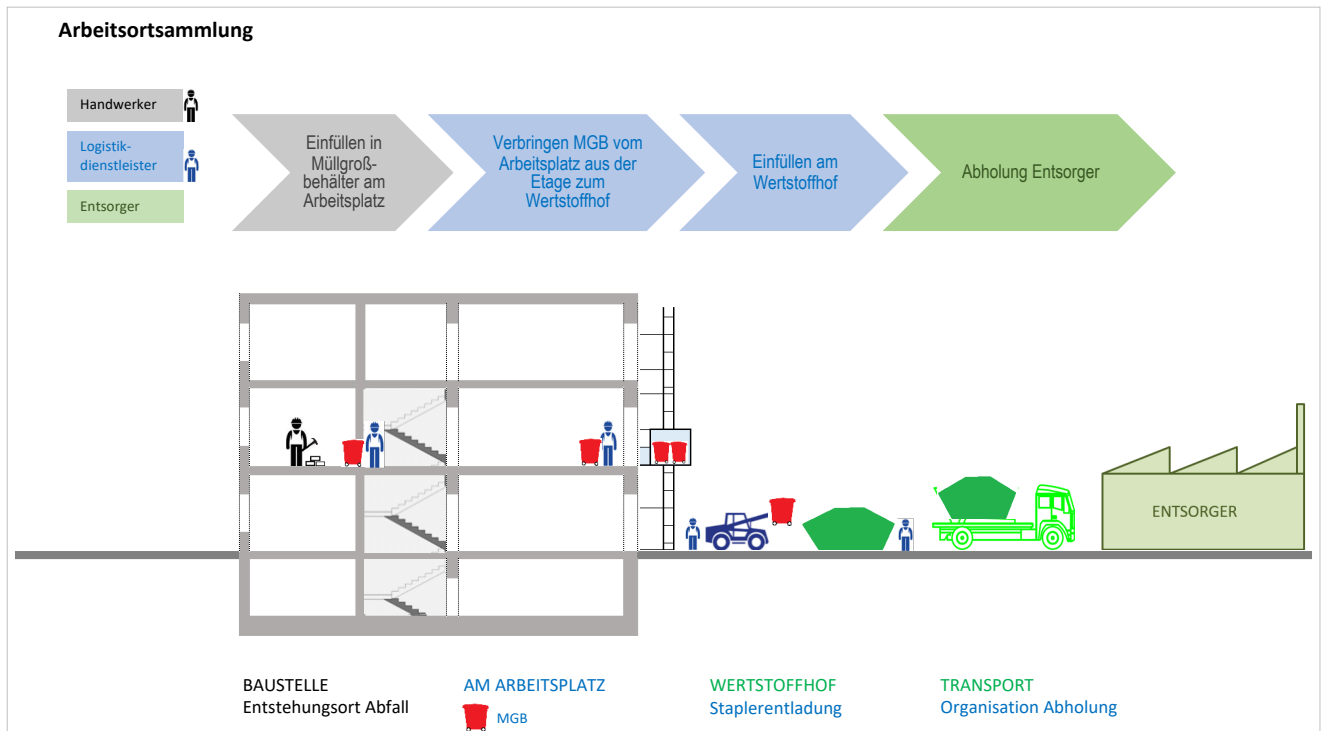 Arbeitsortsammlung
Handwerker
Logistik-
dienstleister
Entsorger
Einfüllen in
Müllgroß-
behälter am
Arbeitsplatz
Verbringen MGB vom
Arbeitsplatz aus der
Etage zum
Wertstoffhof
Einfüllen am
Wertstoffhof
Abholung Entsorger
ENTSORGER
BAUSTELLE
Entstehungsort Abfall
AM ARBEITSPLATZ
MGB
WERTSTOFFHOF
Staplerentladung
TRANSPORT
Organisation Abholung